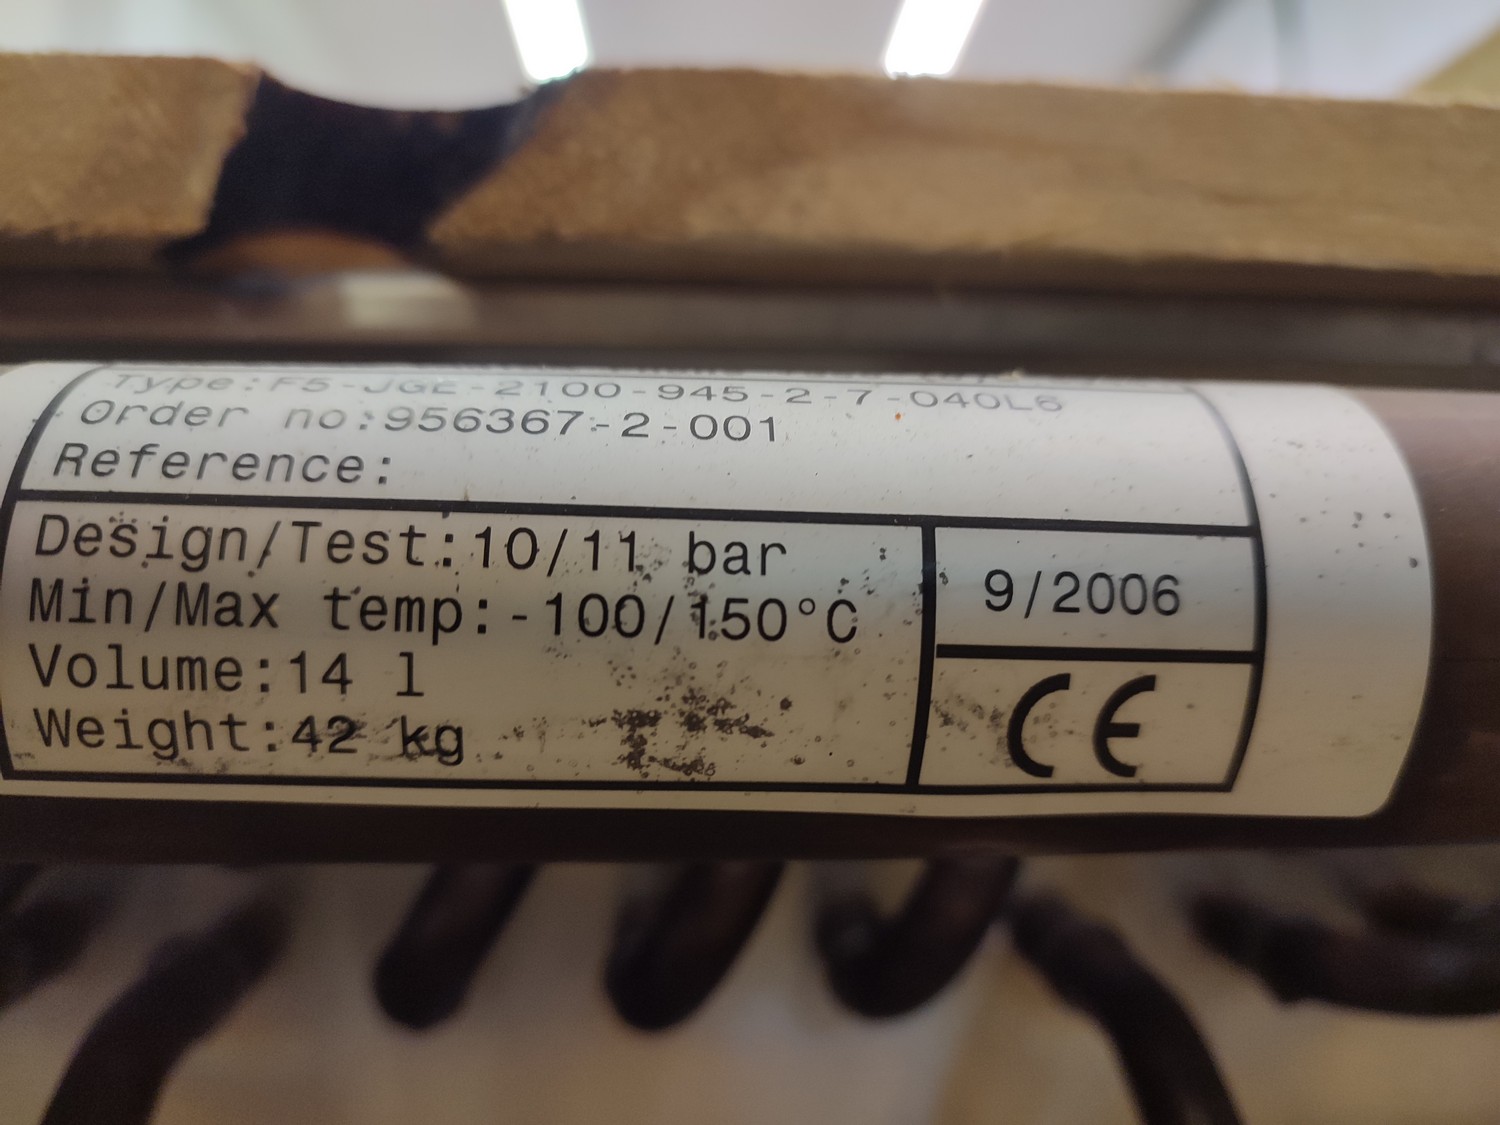 Type:F5-JGE-2100-945-2-7-040L6
Order no:956367-2-001
Reference:
Design/Test:10/11 bar
Min/Max temp:-100/150°C
Volume:14 l
Weight:42 kg
9/2006
CE